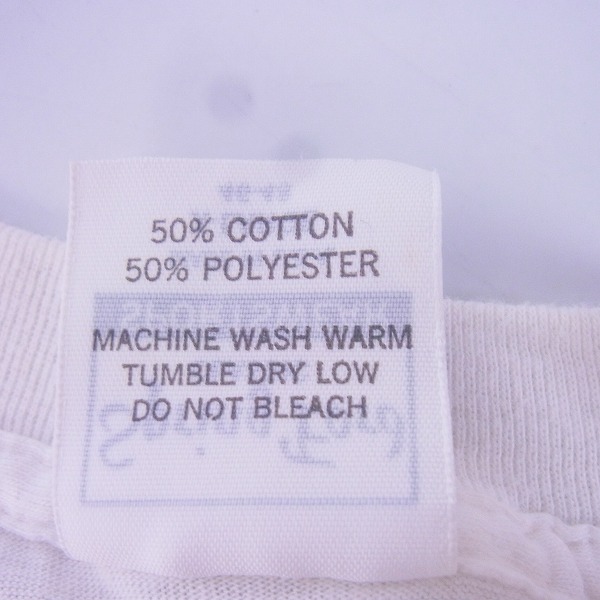 50% COTTON
50% POLYESTER
MACHINE WASH WARM
TUMBLE DRY LOW
DO NOT BLEACH